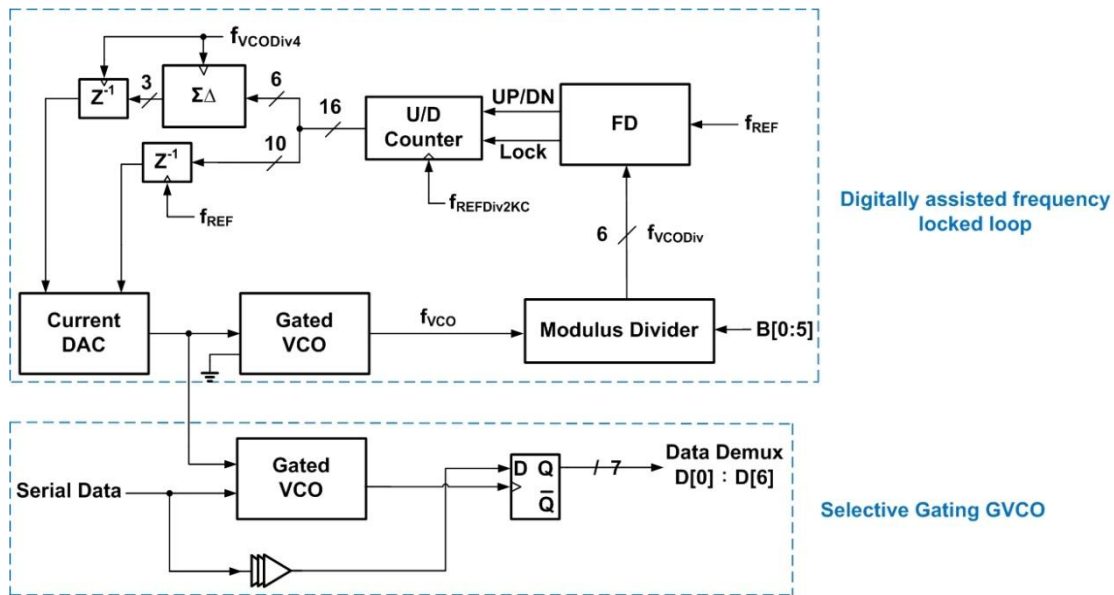 fVCODiv4
Z-1
3
ΣΔ
6
16
U/D
Counter
UP/DN
Lock
FD
fREF
10
Z-1
fREF
fREFDiv2KC
6
fVCODiv
Digitally assisted frequency
locked loop
Current
DAC
Gated
VCO
fVCO
Modulus Divider
B[0:5]
Serial Data
Gated
VCO
D Q
Q̅
7
Data Demux
D[0] : D[6]
Selective Gating GVCO